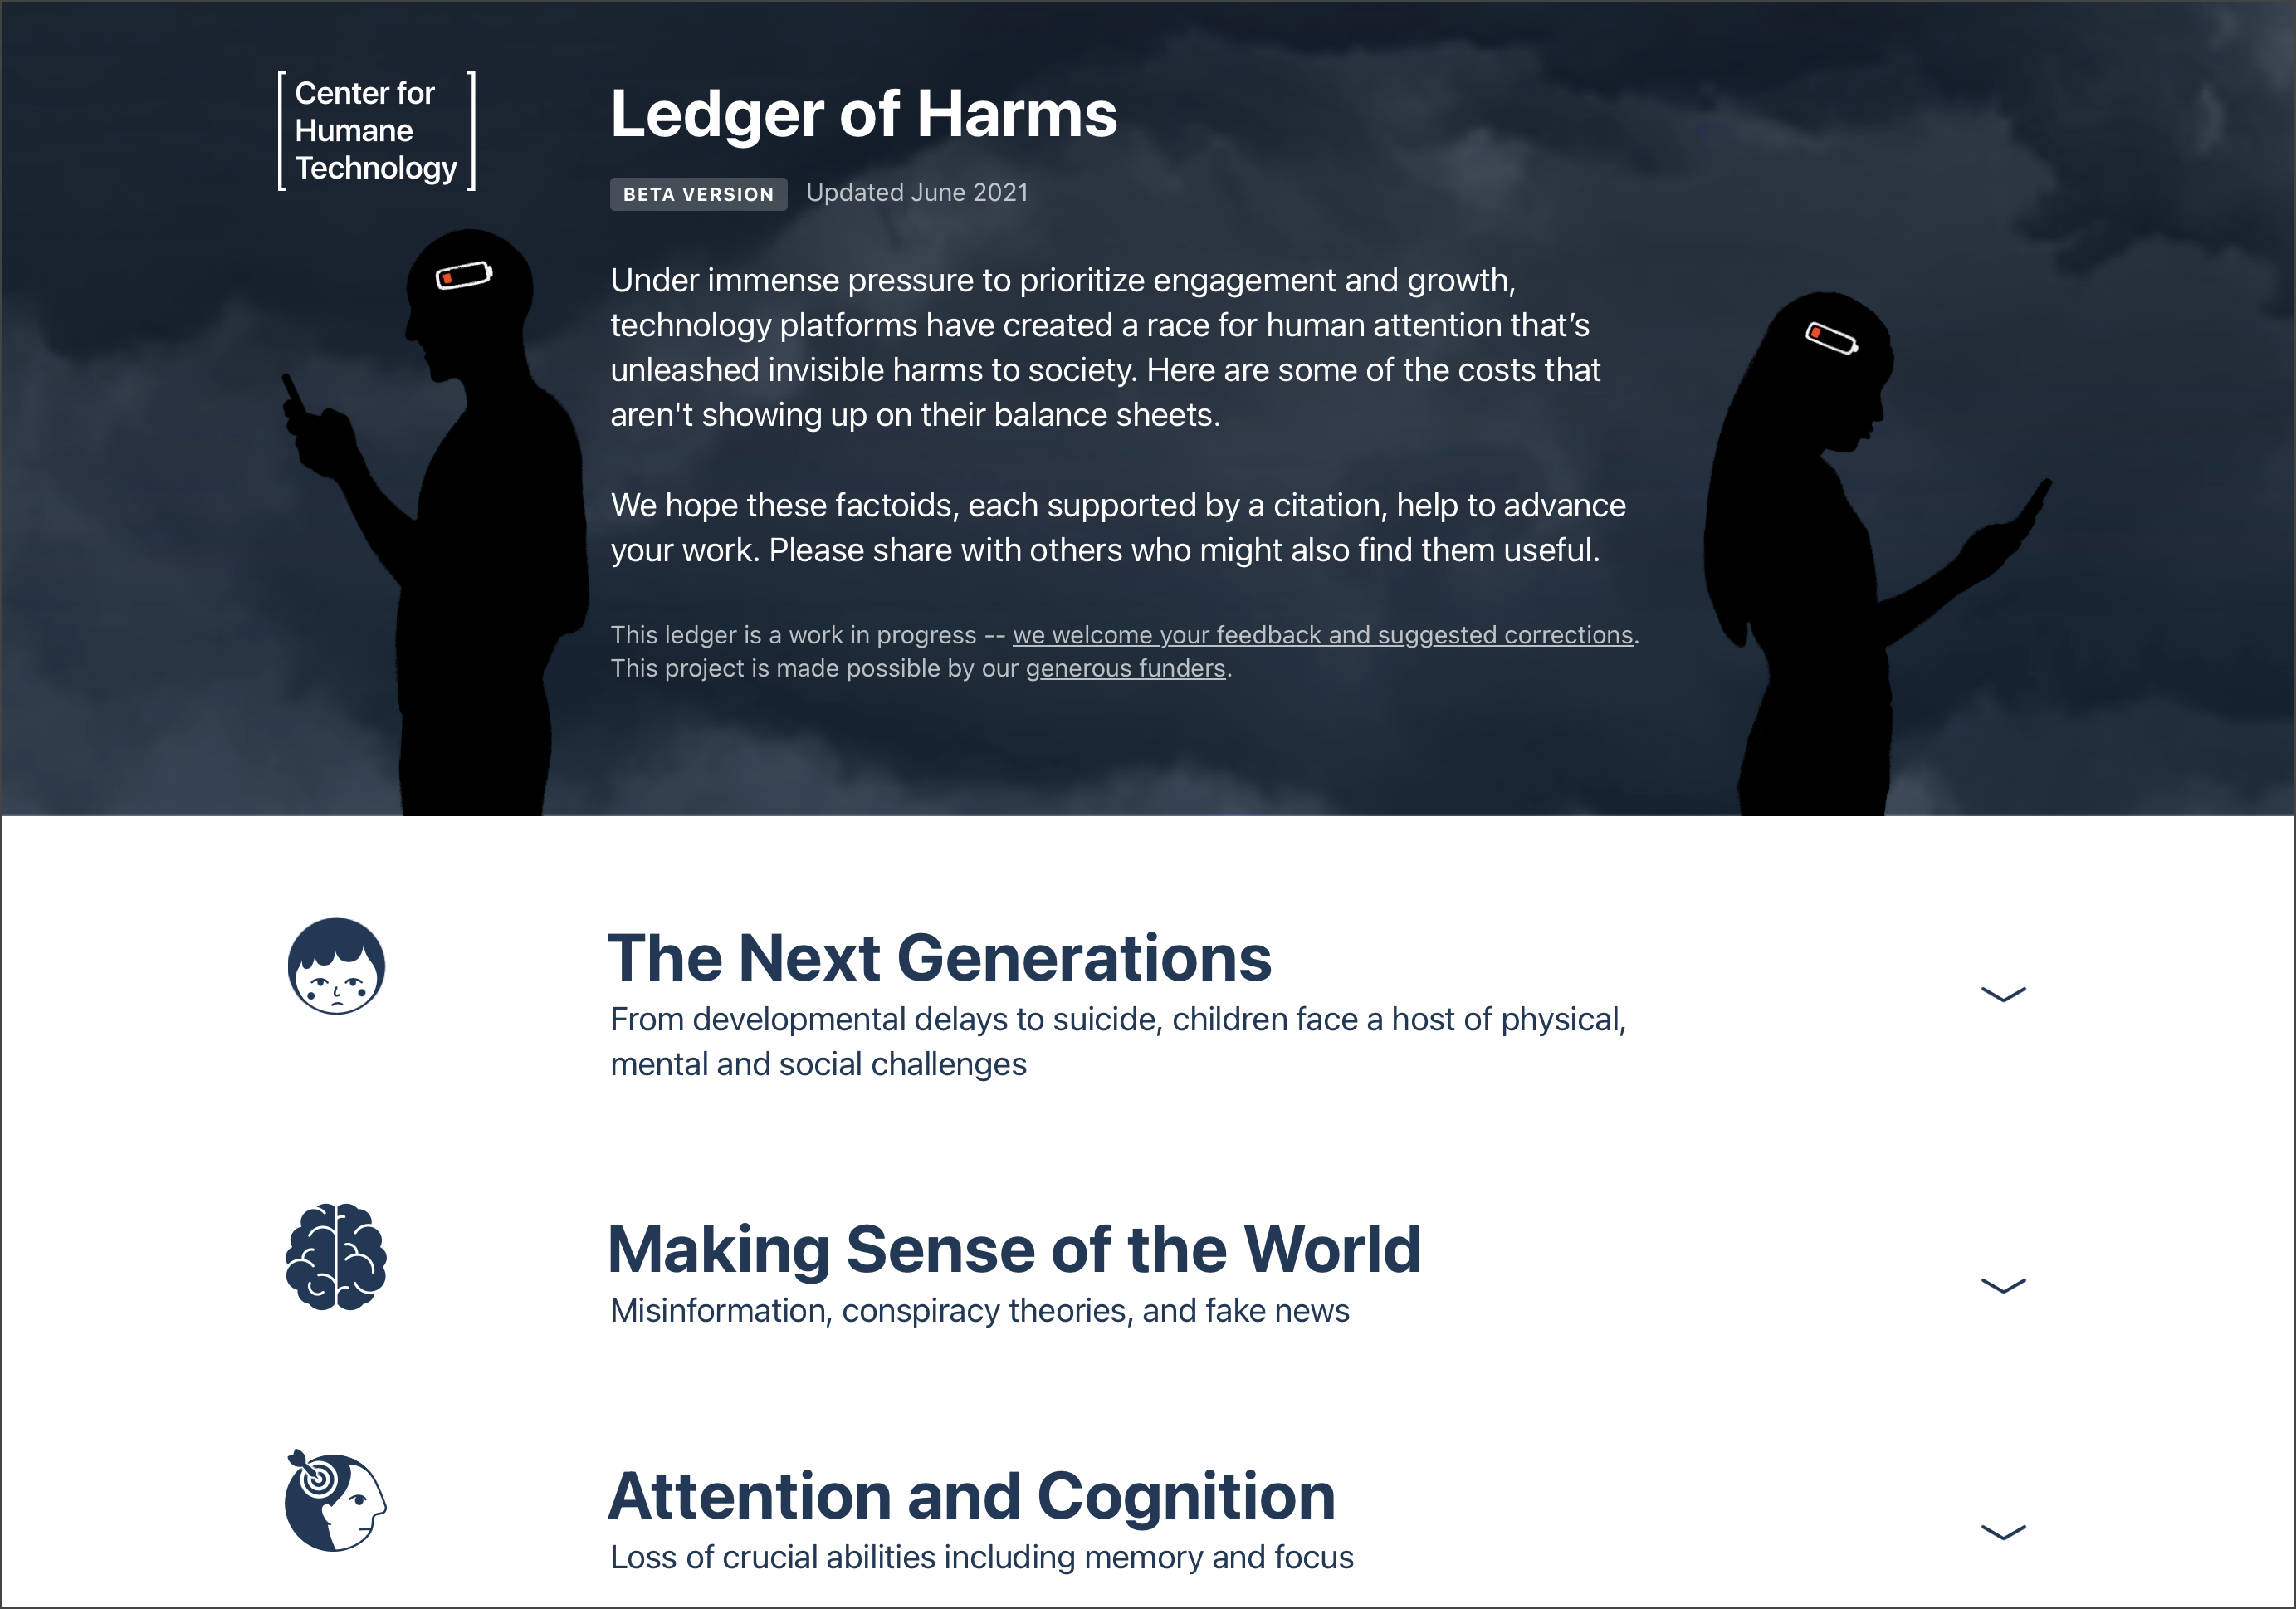 Center for
Humane
Technology
Ledger of Harms
BETA VERSION Updated June 2021
Under immense pressure to prioritize engagement and growth,
technology platforms have created a race for human attention that’s
unleashed invisible harms to society. Here are some of the costs that
aren't showing up on their balance sheets.
We hope these factoids, each supported by a citation, help to advance
your work. Please share with others who might also find them useful.
This ledger is a work in progress -- we welcome your feedback and suggested corrections.
This project is made possible by our generous funders.
The Next Generations
From developmental delays to suicide, children face a host of physical,
mental and social challenges
Making Sense of the World
Misinformation, conspiracy theories, and fake news
Attention and Cognition
Loss of crucial abilities including memory and focus